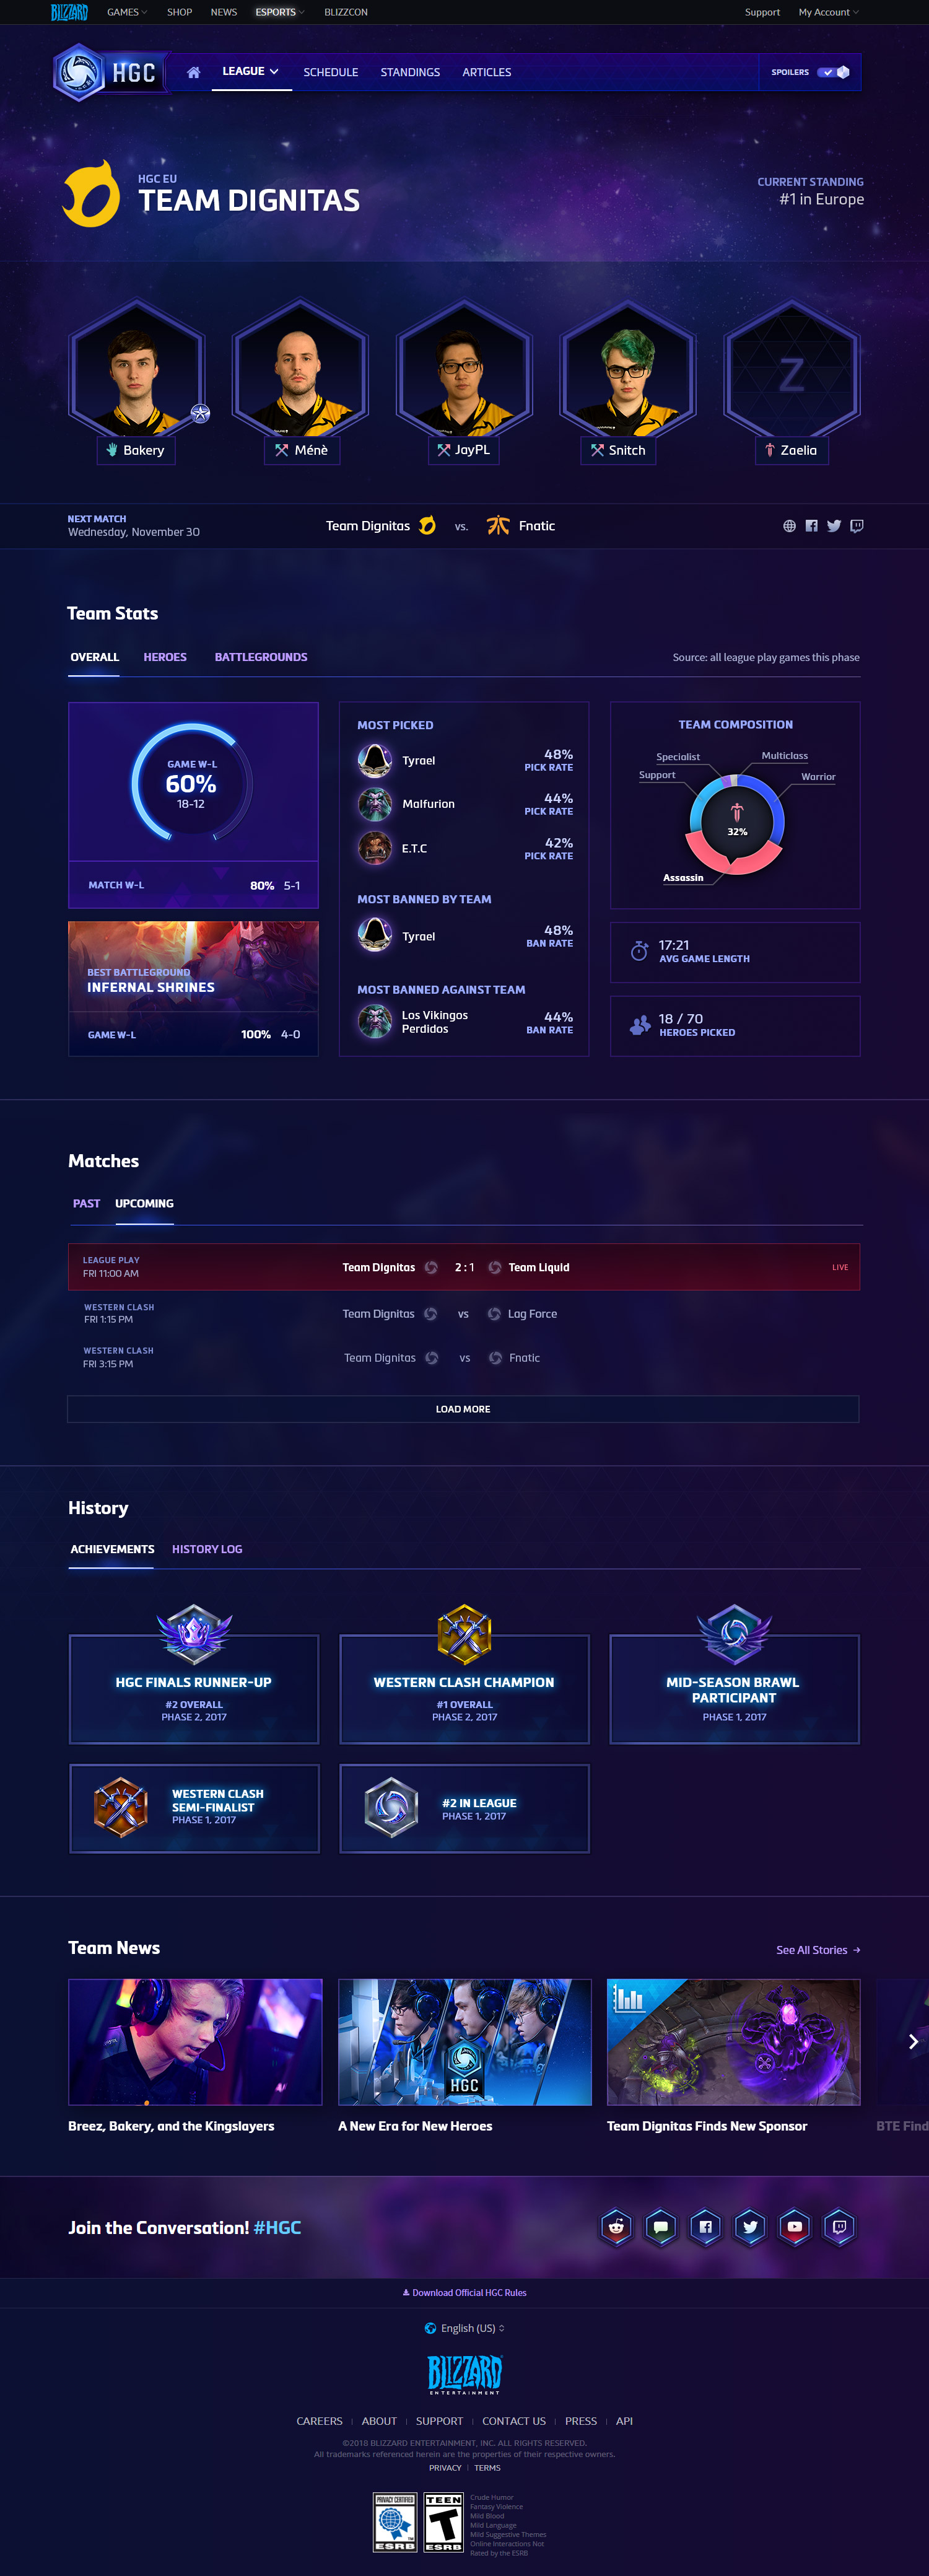 BLIZZARD
GAMES
SHOP
NEWS
ESPORTS
BLIZZCON
Support
My Account
HGC
LEAGUE
SCHEDULE
STANDINGS
ARTICLES
SPOILERS
HGC EU
TEAM DIGNITAS
CURRENT STANDING
#1 in Europe
Z
Bakery
Ménè
JayPL
Snitch
Zaelia
NEXT MATCH
Wednesday, November 30
Team Dignitas vs. Fnatic
Team Stats
OVERALL
HEROES
BATTLEGROUNDS
Source: all league play games this phase
GAME W-L
60%
18-12
MATCH W-L 80% 5-1
BEST BATTLEGROUND
INFERNAL SHRINES
GAME W-L 100% 4-0
MOST PICKED
Tyrael
48%
PICK RATE
Malfurion
44%
PICK RATE
E.T.C
42%
PICK RATE
MOST BANNED BY TEAM
Tyrael
48%
BAN RATE
MOST BANNED AGAINST TEAM
Los Vikingos
Perdidos
44%
BAN RATE
TEAM COMPOSITION
Specialist
Multiclass
Support
Warrior
32%
Assassin
17:21
AVG GAME LENGTH
18 / 70
HEROES PICKED
Matches
PAST
UPCOMING
LEAGUE PLAY
FRI 11:00 AM
Team Dignitas 2 : 1 Team Liquid
LIVE
WESTERN CLASH
FRI 1:15 PM
Team Dignitas vs Lag Force
WESTERN CLASH
FRI 3:15 PM
Team Dignitas vs Fnatic
LOAD MORE
History
ACHIEVEMENTS
HISTORY LOG
HGC FINALS RUNNER-UP
#2 OVERALL
PHASE 2, 2017
WESTERN CLASH CHAMPION
#1 OVERALL
PHASE 2, 2017
MID-SEASON BRAWL
PARTICIPANT
PHASE 1, 2017
WESTERN CLASH
SEMI-FINALIST
PHASE 1, 2017
#2 IN LEAGUE
PHASE 1, 2017
Team News
See All Stories
HGC
Breez, Bakery, and the Kingslayers
A New Era for New Heroes
Team Dignitas Finds New Sponsor
BTE Find
Join the Conversation! #HGC
Download Official HGC Rules
English (US)
BLIZZARD
ENTERTAINMENT
CAREERS | ABOUT | SUPPORT | CONTACT US | PRESS | API
©2018 BLIZZARD ENTERTAINMENT, INC. ALL RIGHTS RESERVED.
All trademarks referenced herein are the properties of their respective owners.
PRIVACY | TERMS
PRIVACY CERTIFIED
ESRB
TEEN
T
ESRB
Crude Humor
Fantasy Violence
Mild Blood
Mild Language
Mild Suggestive Themes
Online Interactions Not
Rated by the ESRB